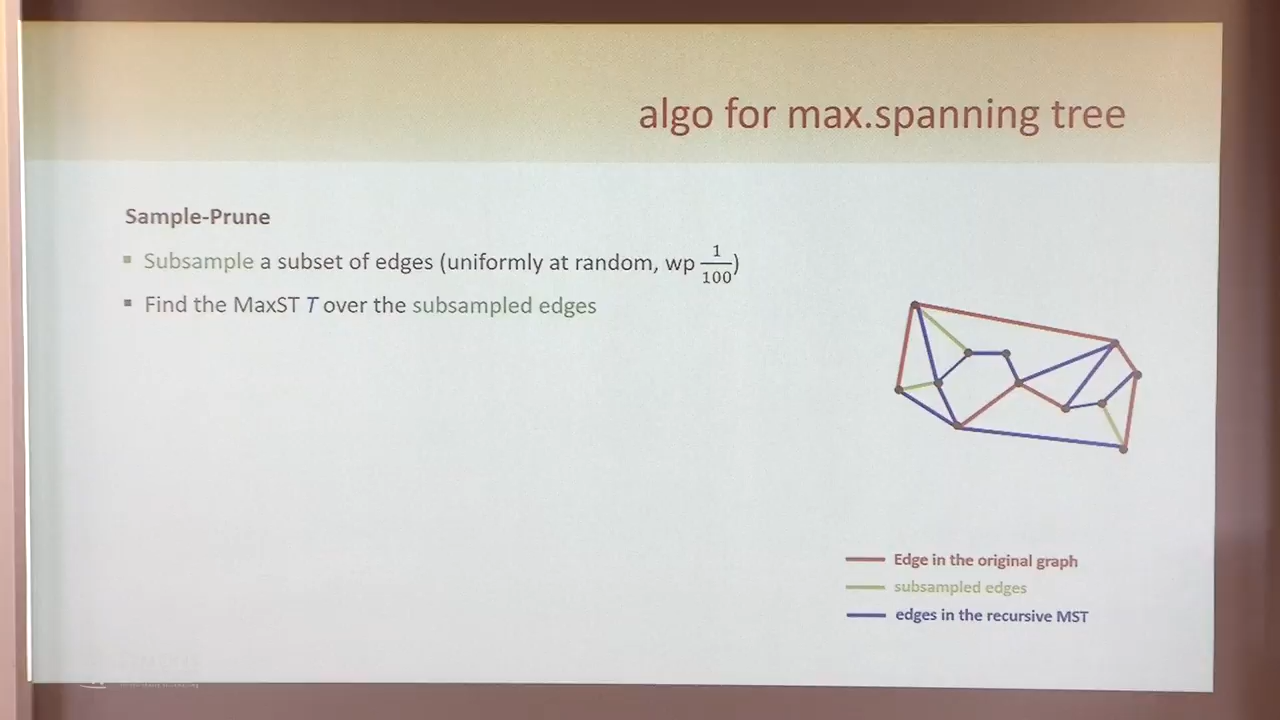 algo for max.spanning tree
Sample-Prune
▪ Subsample a subset of edges (uniformly at random, wp 1/100)
▪ Find the MaxST T over the subsampled edges
Edge in the original graph
subsampled edges
edges in the recursive MST